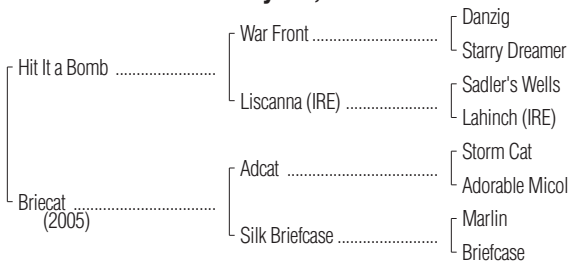 Danzig
War Front ......................................
Starry Dreamer
Hit It a Bomb ..............................
Sadler's Wells
Liscanna (IRE) ............................
Lahinch (IRE)
Storm Cat
Adcat .............................................
Adorable Micol
Briecat ...........................................
(2005)
Marlin
Silk Briefcase ..............................
Briefcase